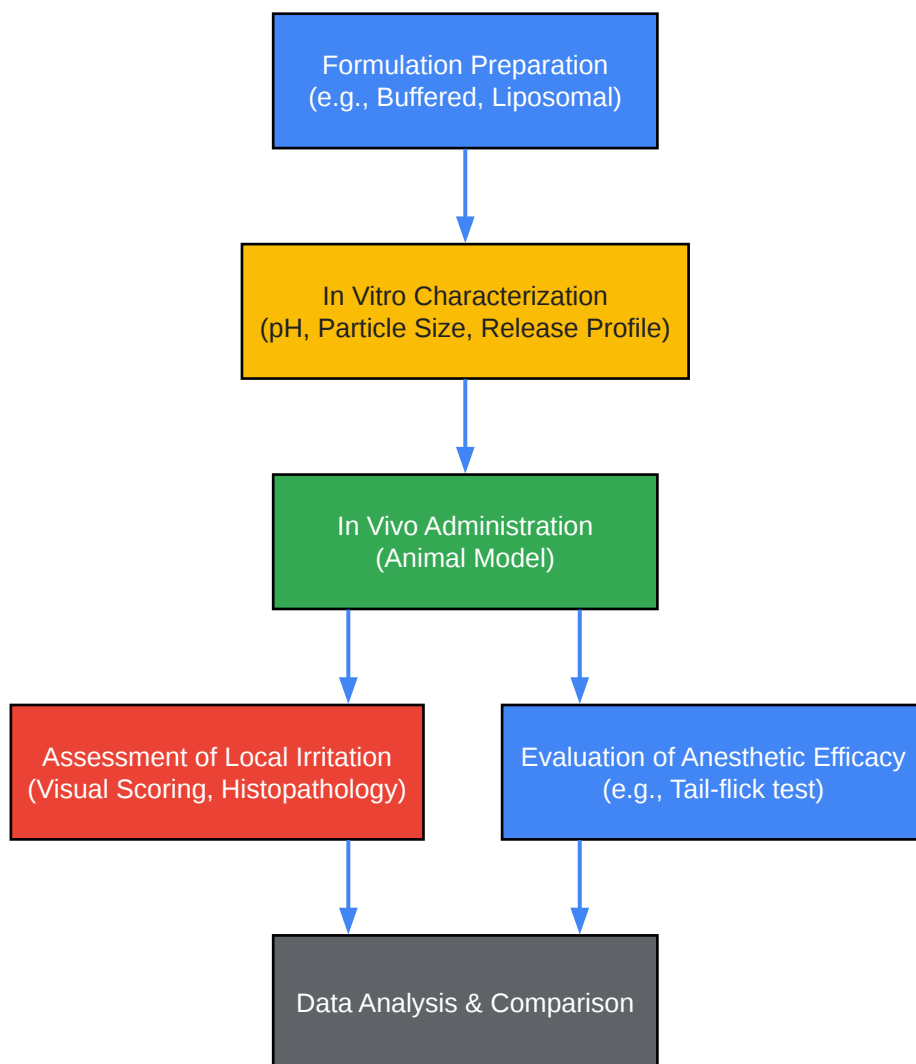 Formulation Preparation
(e.g., Buffered, Liposomal)
In Vitro Characterization
(pH, Particle Size, Release Profile)
In Vivo Administration
(Animal Model)
Assessment of Local Irritation
(Visual Scoring, Histopathology)
Evaluation of Anesthetic Efficacy
(e.g., Tail-flick test)
Data Analysis & Comparison